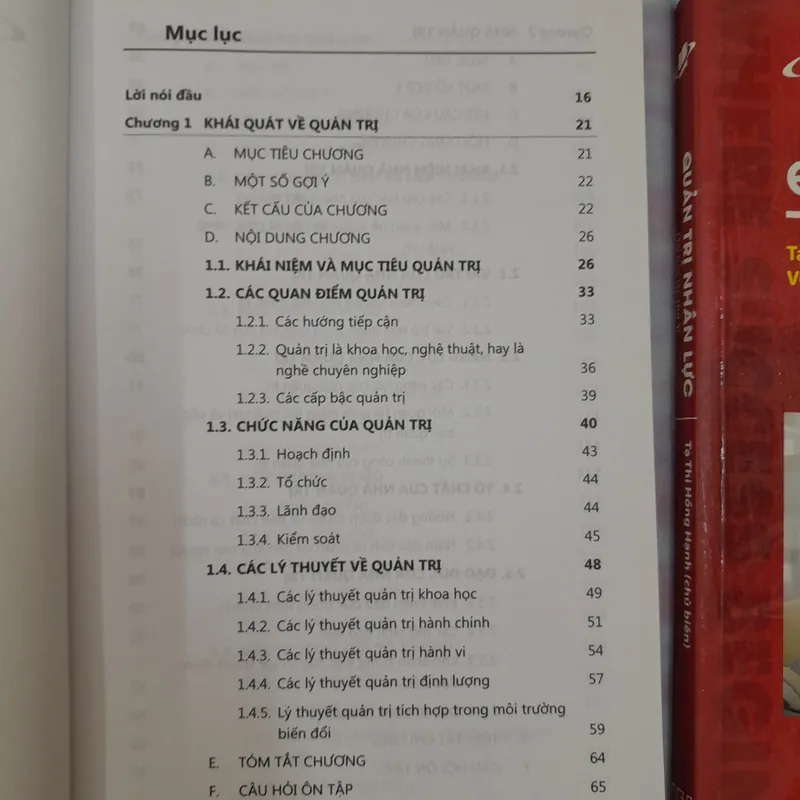 Mục lục
Lời nói đầu 16
Chương 1 KHÁI QUÁT VỀ QUẢN TRỊ 21
A. MỤC TIÊU CHƯƠNG 21
B. MỘT SỐ GỢI Ý 22
C. KẾT CẤU CỦA CHƯƠNG 22
D. NỘI DUNG CHƯƠNG 26
1.1. KHÁI NIỆM VÀ MỤC TIÊU QUẢN TRỊ 26
1.2. CÁC QUAN ĐIỂM QUẢN TRỊ 33
1.2.1. Các hướng tiếp cận 33
1.2.2. Quản trị là khoa học, nghệ thuật, hay là
nghề chuyên nghiệp 36
1.2.3. Các cấp bậc quản trị 39
1.3. CHỨC NĂNG CỦA QUẢN TRỊ 40
1.3.1. Hoạch định 43
1.3.2. Tổ chức 44
1.3.3. Lãnh đạo 44
1.3.4. Kiểm soát 45
1.4. CÁC LÝ THUYẾT VỀ QUẢN TRỊ 48
1.4.1. Các lý thuyết quản trị khoa học 49
1.4.2. Các lý thuyết quản trị hành chính 51
1.4.3. Các lý thuyết quản trị hành vi 54
1.4.4. Các lý thuyết quản trị định lượng 57
1.4.5. Lý thuyết quản trị tích hợp trong môi trường
biến đổi 59
E. TÓM TẮT CHƯƠNG 64
F. CÂU HỎI ÔN TẬP 65
QUẢN TRỊ NHÂN LỰC
Tạ Thị Hồng Hạnh (chủ biên)